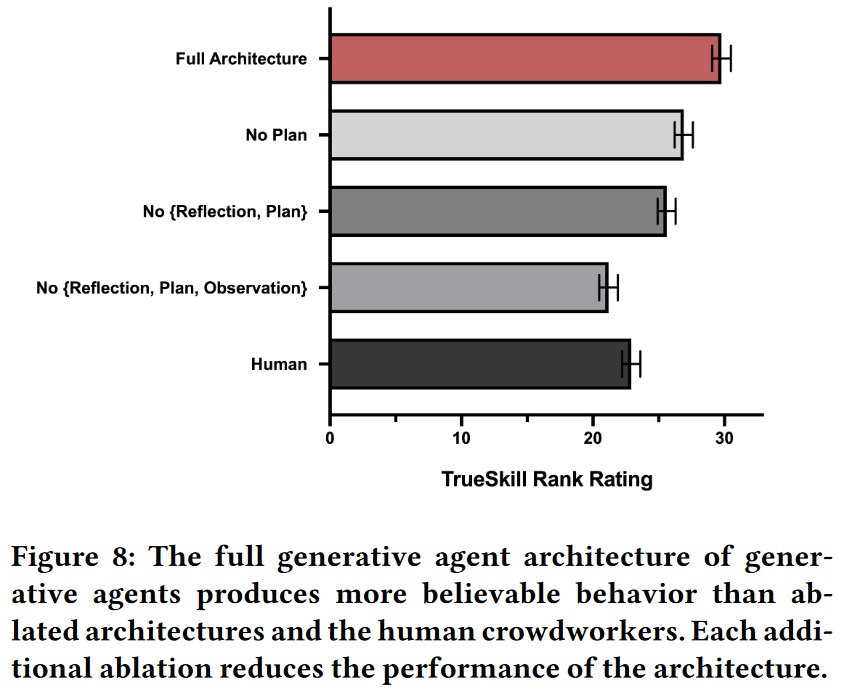 Full Architecture
No Plan
No {Reflection, Plan}
No {Reflection, Plan, Observation}
Human
0 10 20 30
TrueSkill Rank Rating
Figure 8: The full generative agent architecture of gener-
ative agents produces more believable behavior than ab-
lated architectures and the human crowdworkers. Each addi-
tional ablation reduces the performance of the architecture.